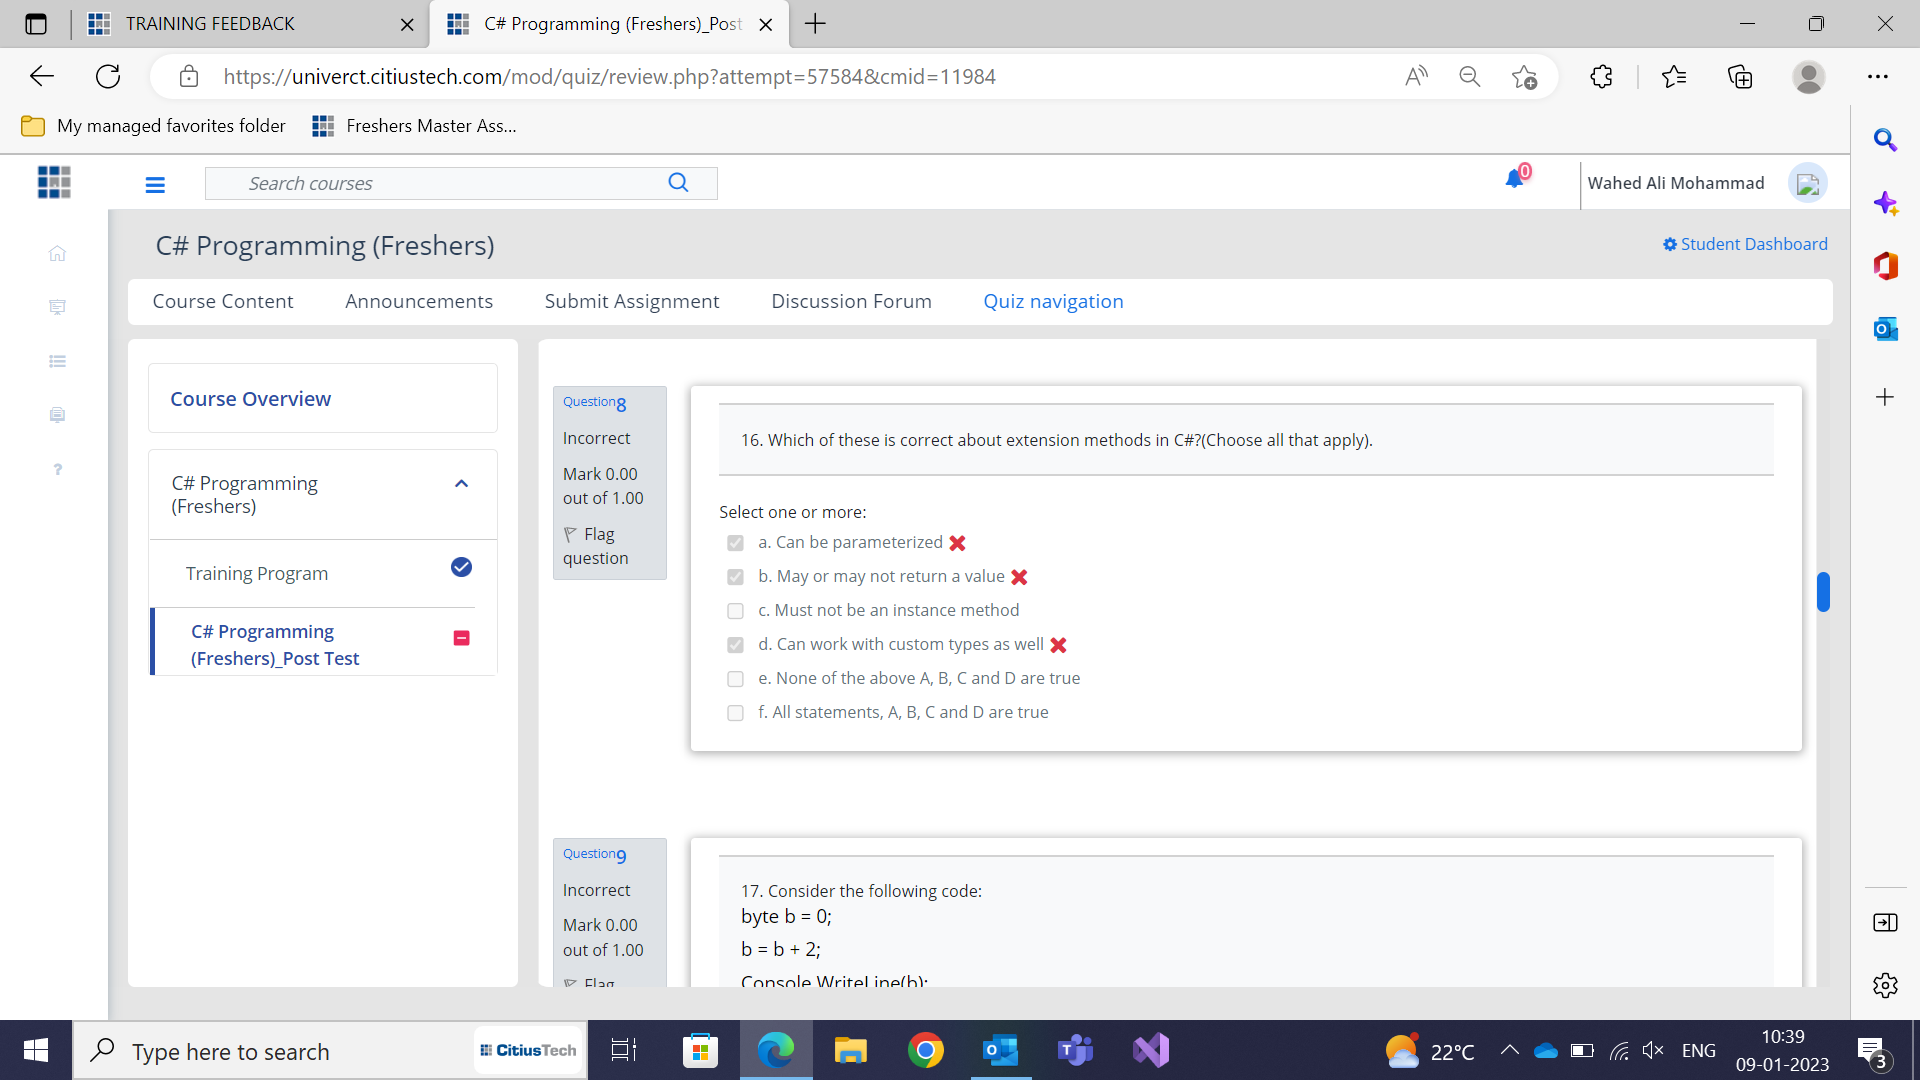 TRAINING FEEDBACK
C# Programming (Freshers)_Post
https://univerct.citiustech.com/mod/quiz/review.php?attempt=57584&cmid=11984
My managed favorites folder
Freshers Master Ass...
Search courses
0
Wahed Ali Mohammad
C# Programming (Freshers)
Student Dashboard
Course Content
Announcements
Submit Assignment
Discussion Forum
Quiz navigation
Course Overview
C# Programming
(Freshers)
Training Program
C# Programming
(Freshers)_Post Test
Question8
Incorrect
Mark 0.00
out of 1.00
Flag
question
16. Which of these is correct about extension methods in C#?(Choose all that apply).
Select one or more:
a. Can be parameterized
b. May or may not return a value
c. Must not be an instance method
d. Can work with custom types as well
e. None of the above A, B, C and D are true
f. All statements, A, B, C and D are true
Question9
Incorrect
Mark 0.00
out of 1.00
Flag
17. Consider the following code:
byte b = 0;
b = b + 2;
Console.WriteLine(b);
Type here to search
CitiusTech
22°C
ENG
10:39
09-01-2023
3